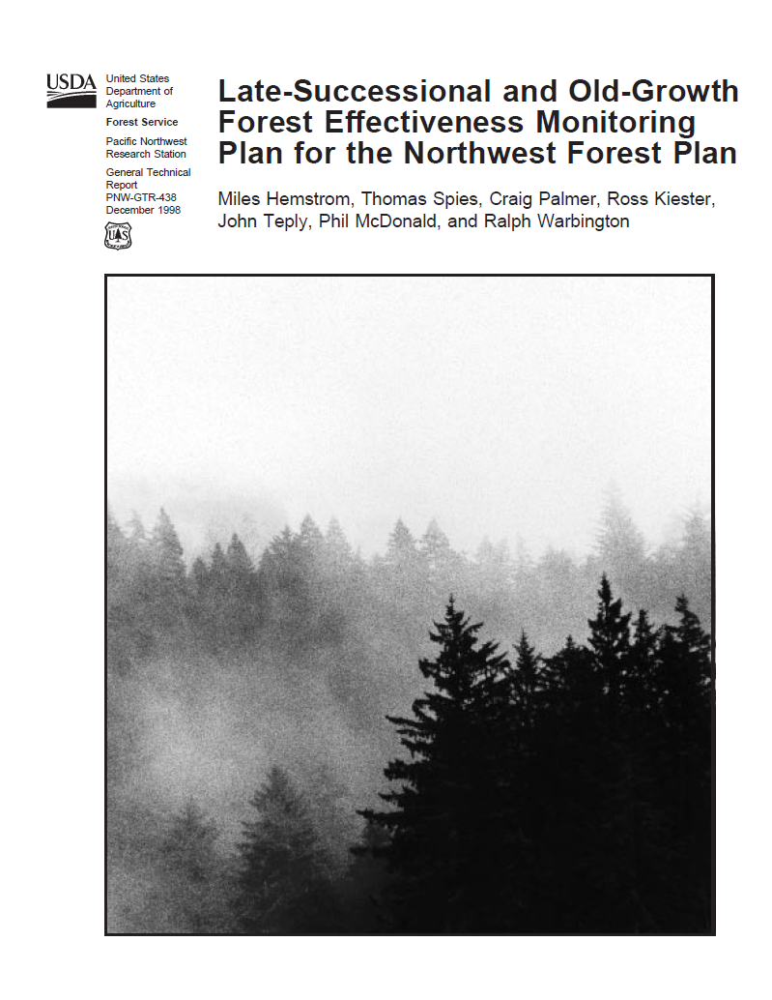 USDA
United States
Department of
Agriculture
Forest Service
Pacific Northwest
Research Station
General Technical
Report
PNW-GTR-438
December 1998
UAS
Late-Successional and Old-Growth
Forest Effectiveness Monitoring
Plan for the Northwest Forest Plan
Miles Hemstrom, Thomas Spies, Craig Palmer, Ross Kiester,
John Teply, Phil McDonald, and Ralph Warbington